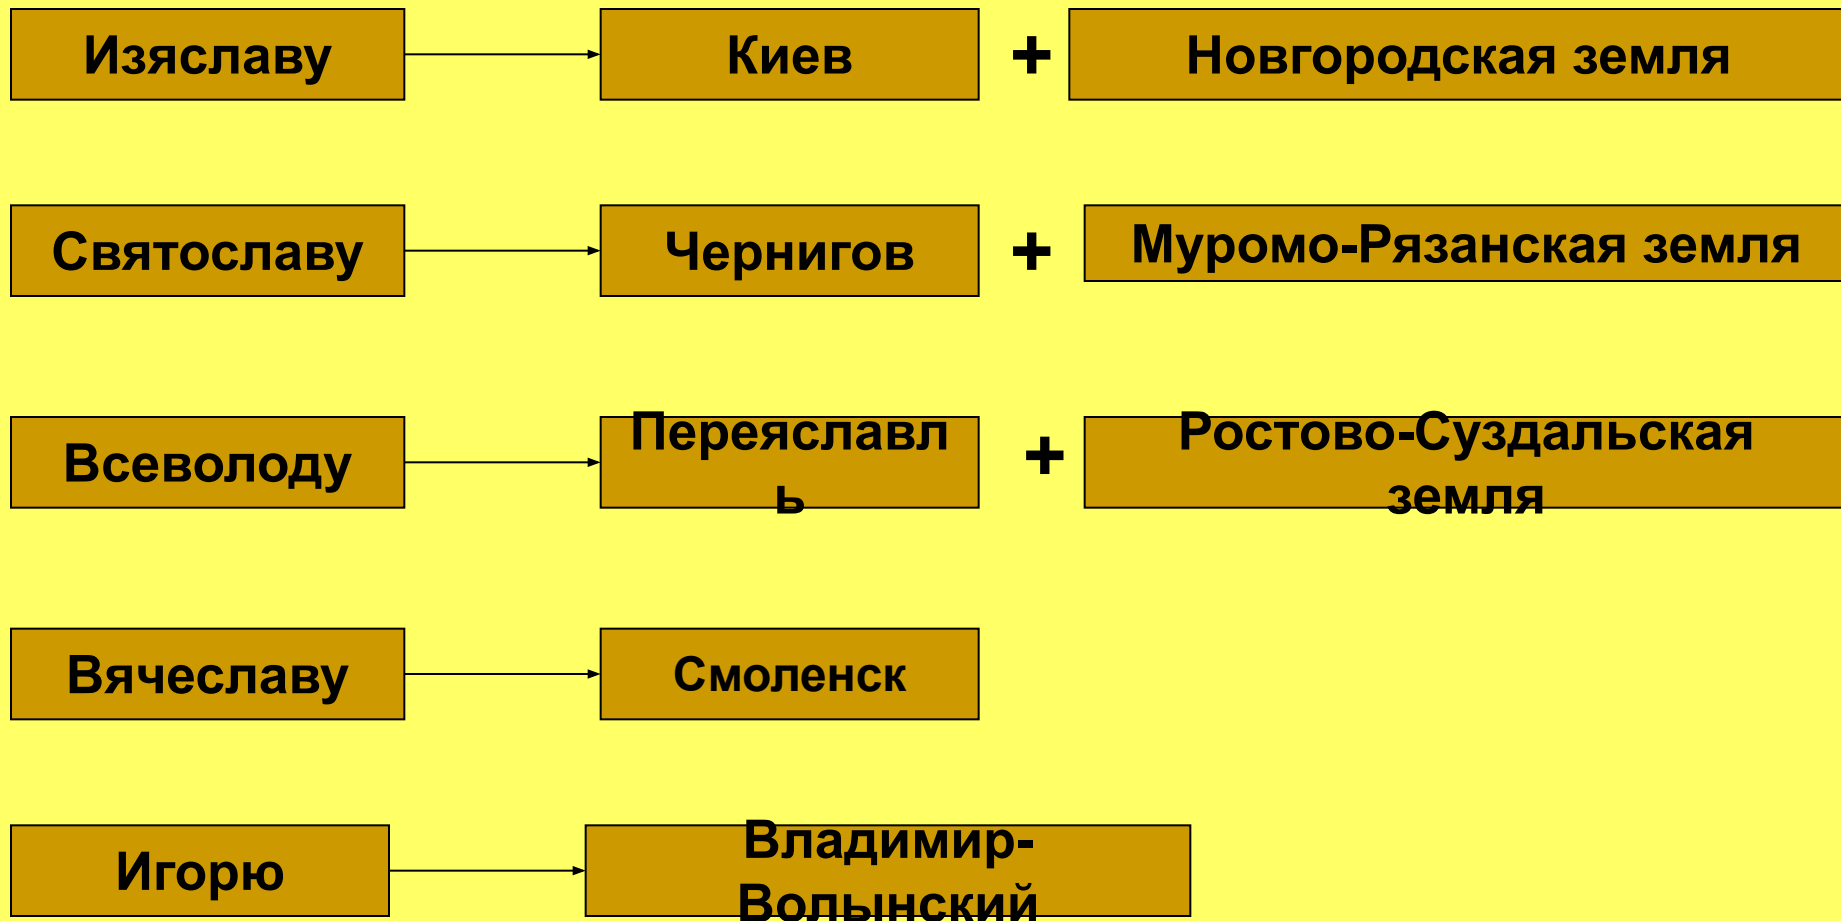 Изяславу Киев + Новгородская земля
Святославу Чернигов + Муромо-Рязанская земля
Всеволоду Переяславл + Ростово-Суздальская
ь земля
Вячеславу Смоленск
Игорю Владимир-
Волынский